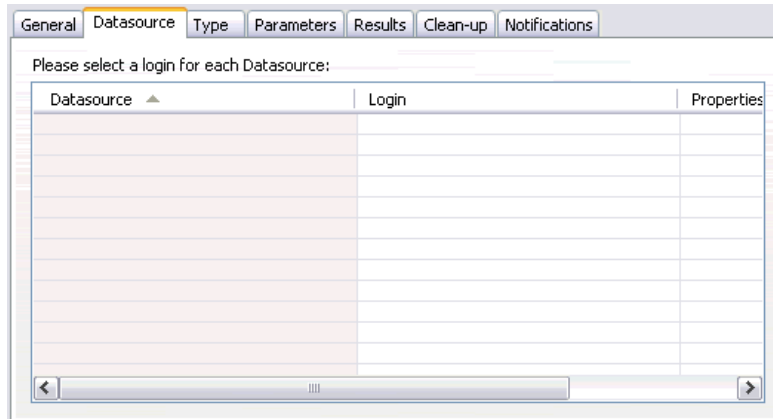 General Datasource Type Parameters Results Clean-up Notifications
Please select a login for each Datasource:
Datasource Login Properties